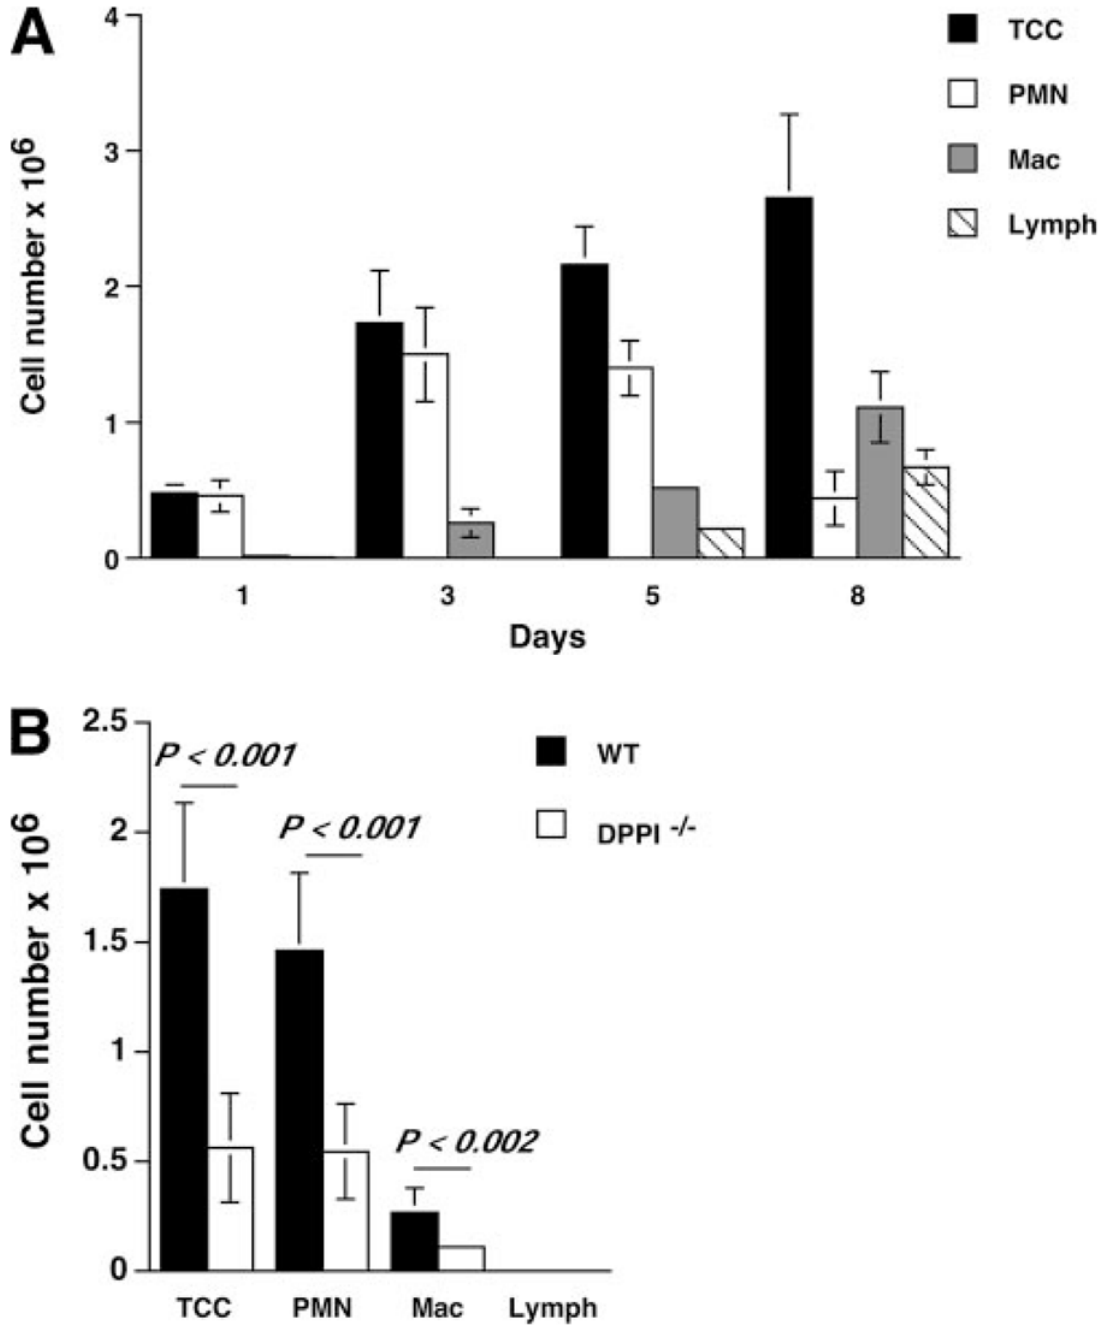 A
4
3
2
1
0
Cell number x 10⁶
1 3 5 8
Days
TCC
PMN
Mac
Lymph
B
2.5
2
1.5
1
0.5
0
Cell number x 10⁶
P < 0.001
P < 0.001
P < 0.002
WT
DPPI -/-
TCC PMN Mac Lymph